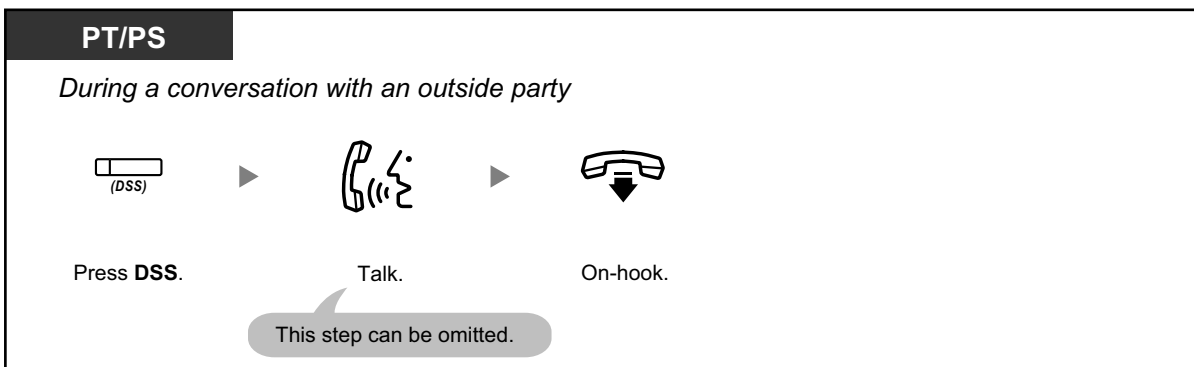 PT/PS
During a conversation with an outside party
(DSS)
Press DSS. Talk. On-hook.
This step can be omitted.